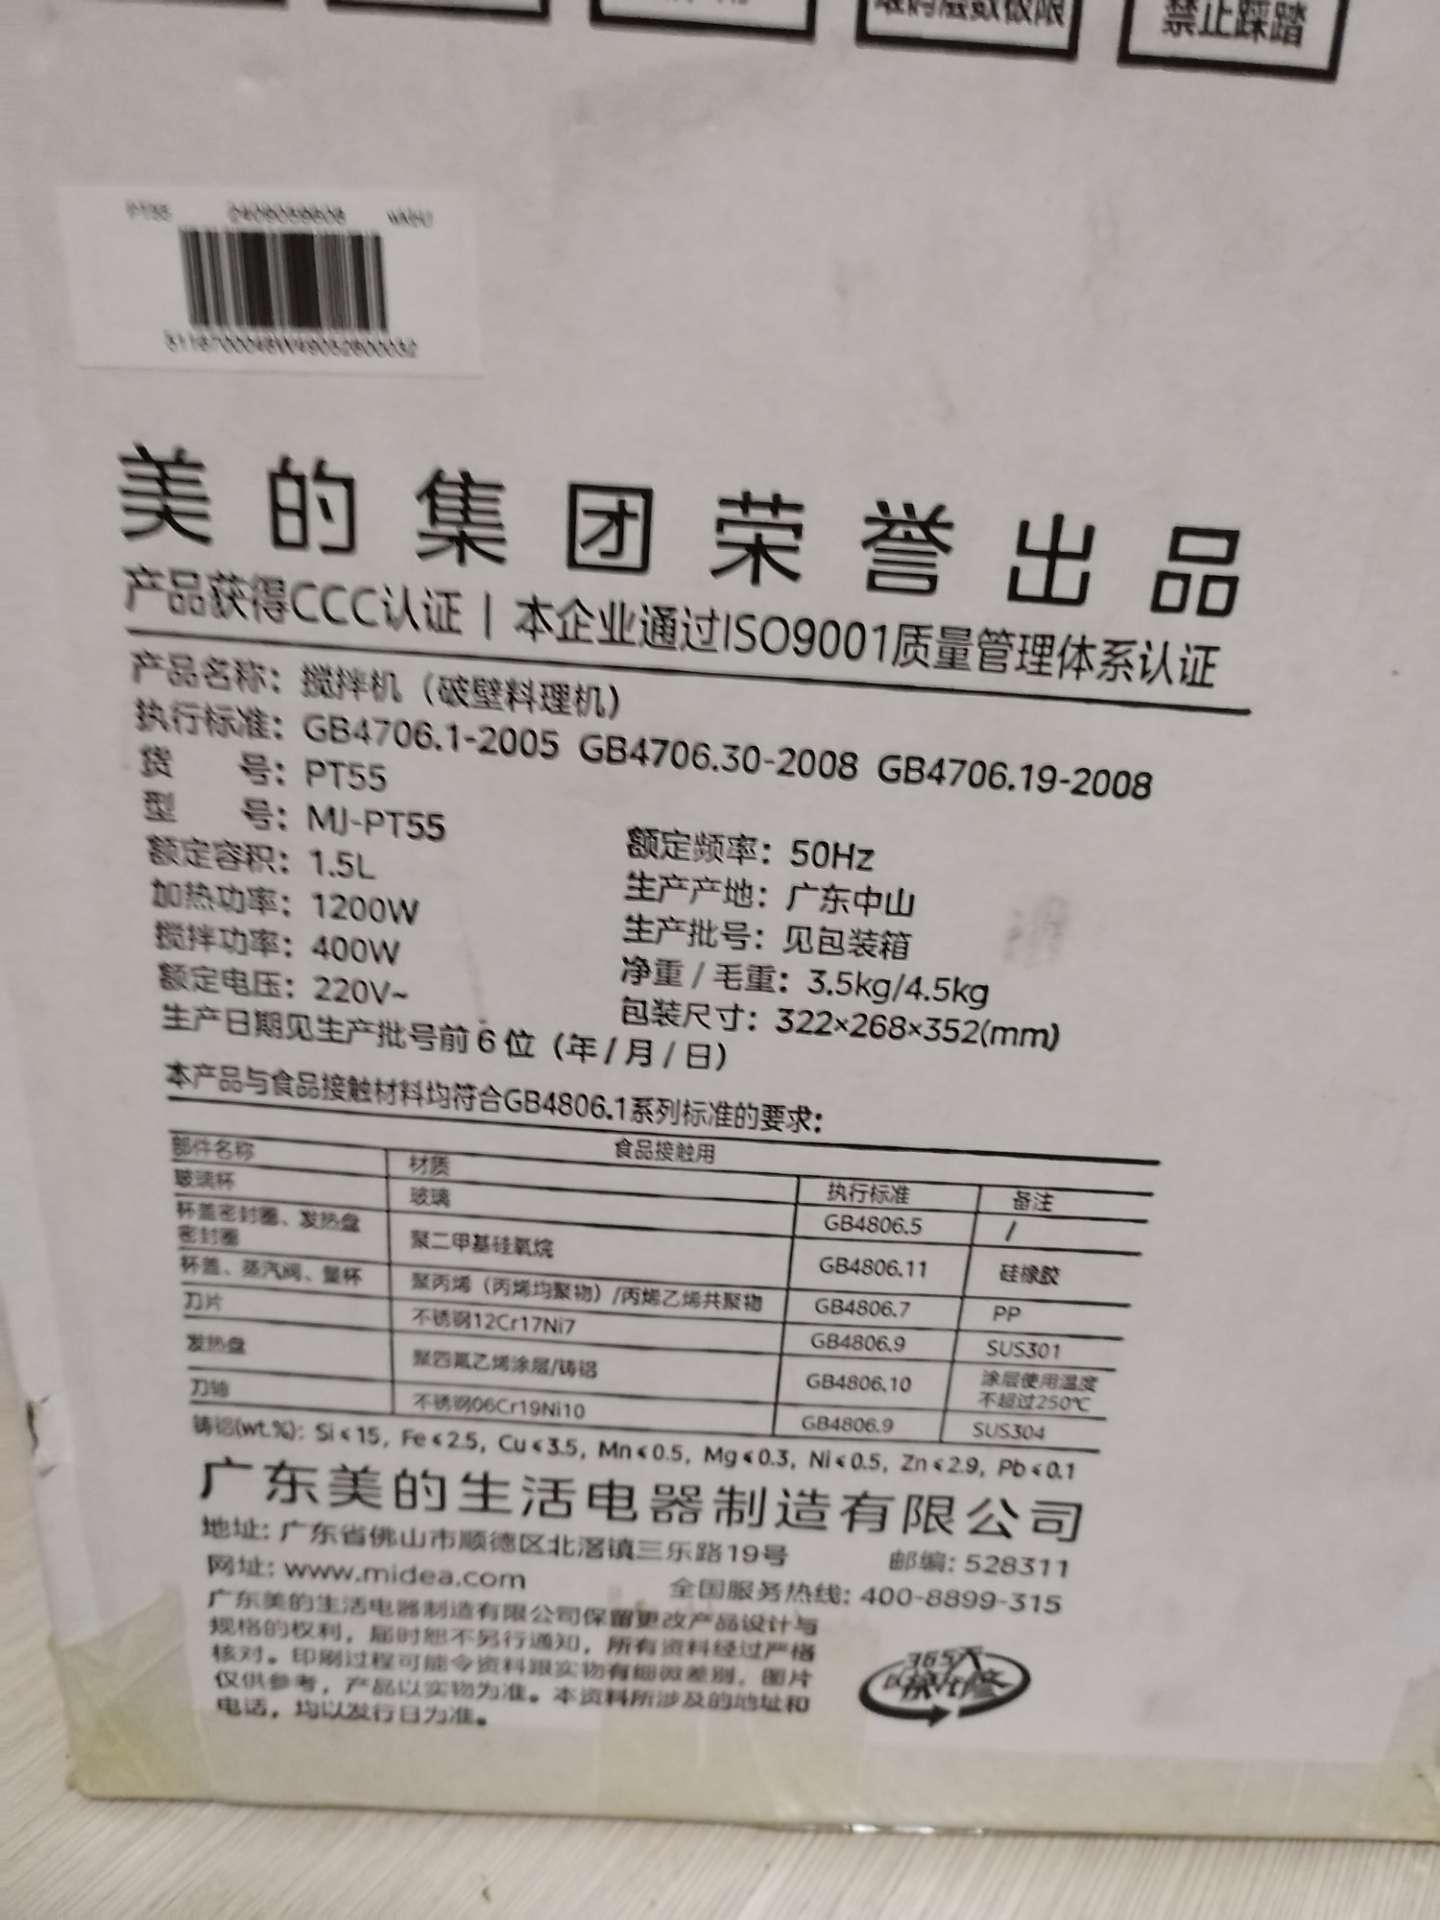 堆码层数极限
禁止踩踏
PT55
美的集团荣誉出品
产品获得CCC认证 | 本企业通过ISO9001质量管理体系认证
产品名称：搅拌机（破壁料理机）
执行标准：GB4706.1-2005 GB4706.30-2008 GB4706.19-2008
货 号：PT55
型 号：MJ-PT55
额定容积：1.5L
加热功率：1200W
搅拌功率：400W
额定电压：220V~
额定频率：50Hz
生产产地：广东中山
生产批号：见包装箱
净重 / 毛重：3.5kg/4.5kg
包装尺寸：322×268×352(mm)
生产日期见生产批号前 6 位（年 / 月 / 日）
本产品与食品接触材料均符合GB4806.1系列标准的要求：
食品接触用
部件名称 材质 执行标准 备注
玻璃杯 玻璃 GB4806.5 /
杯盖密封圈、发热盘
密封圈 聚二甲基硅氧烷 GB4806.11 硅橡胶
杯盖、蒸汽阀、量杯 聚丙烯（丙烯均聚物）/丙烯乙烯共聚物 GB4806.7 PP
刀片 不锈钢12Cr17Ni7 GB4806.9 SUS301
发热盘 聚四氟乙烯涂层/铸铝 GB4806.10 涂层使用温度
不超过250℃
刀轴 不锈钢06Cr19Ni10 GB4806.9 SUS304
铸铝(wt.%)：Si≤15，Fe≤2.5，Cu≤3.5，Mn≤0.5，Mg≤0.3，Ni≤0.5，Zn≤2.9，Pb≤0.1
广东美的生活电器制造有限公司
地址：广东省佛山市顺德区北滘镇三乐路19号 邮编：528311
网址：www.midea.com 全国服务热线：400-8899-315
广东美的生活电器制造有限公司保留更改产品设计与
规格的权利，届时恕不另行通知，所有资料经过严格
核对。印刷过程可能令资料跟实物有细微差别，图片
仅供参考，产品以实物为准。本资料所涉及的地址和
电话，均以发行日为准。
365天
以换代修